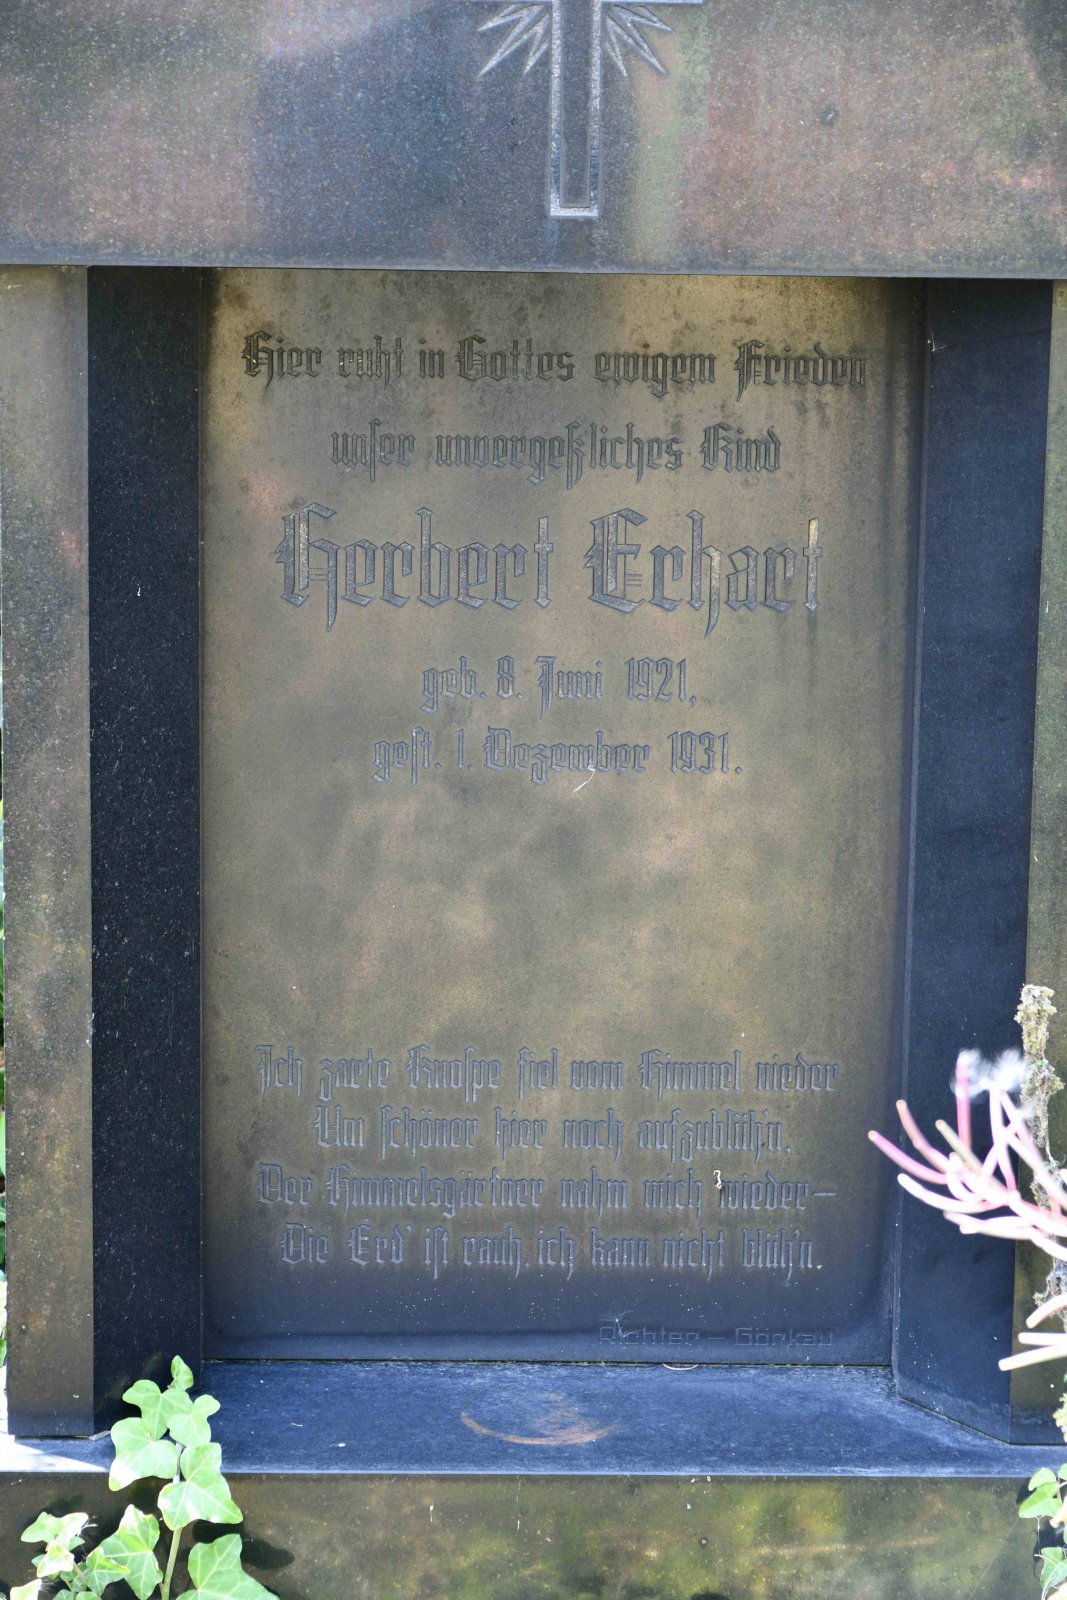 Hier ruht in Gottes ewigem Frieden
unſer unvergeßliches Kind
Herbert Erhart
geb. 8. Juni 1921,
geſt. 1. Dezember 1931.
Ich zarte Knoſpe fiel vom Himmel nieder
Um ſchöner hier noch aufzublüh'n,
Der Himmelsgärtner nahm mich wieder –
Die Erd' iſt rauh, ich kann nicht blüh'n.
Richter – Görkau